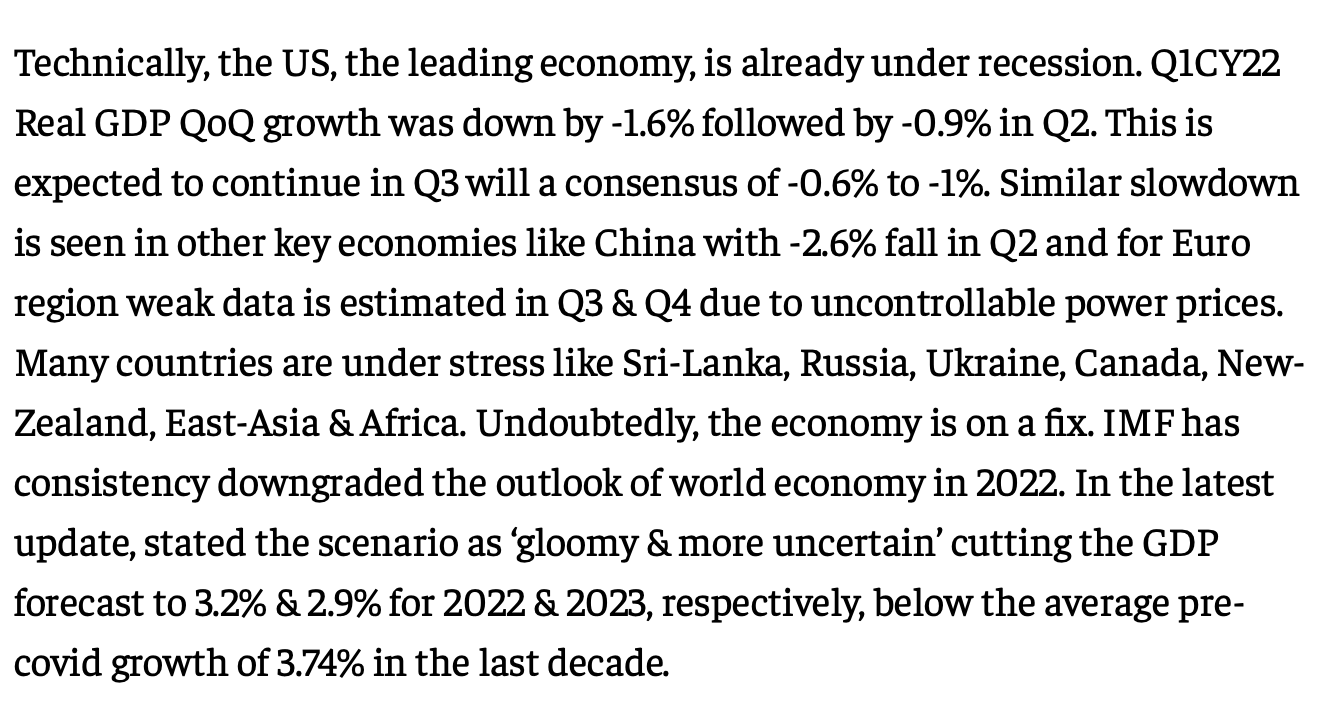 Technically, the US, the leading economy, is already under recession. Q1CY22
Real GDP QoQ growth was down by -1.6% followed by -0.9% in Q2. This is
expected to continue in Q3 will a consensus of -0.6% to -1%. Similar slowdown
is seen in other key economies like China with -2.6% fall in Q2 and for Euro
region weak data is estimated in Q3 & Q4 due to uncontrollable power prices.
Many countries are under stress like Sri-Lanka, Russia, Ukraine, Canada, New-
Zealand, East-Asia & Africa. Undoubtedly, the economy is on a fix. IMF has
consistency downgraded the outlook of world economy in 2022. In the latest
update, stated the scenario as ‘gloomy & more uncertain’ cutting the GDP
forecast to 3.2% & 2.9% for 2022 & 2023, respectively, below the average pre-
covid growth of 3.74% in the last decade.